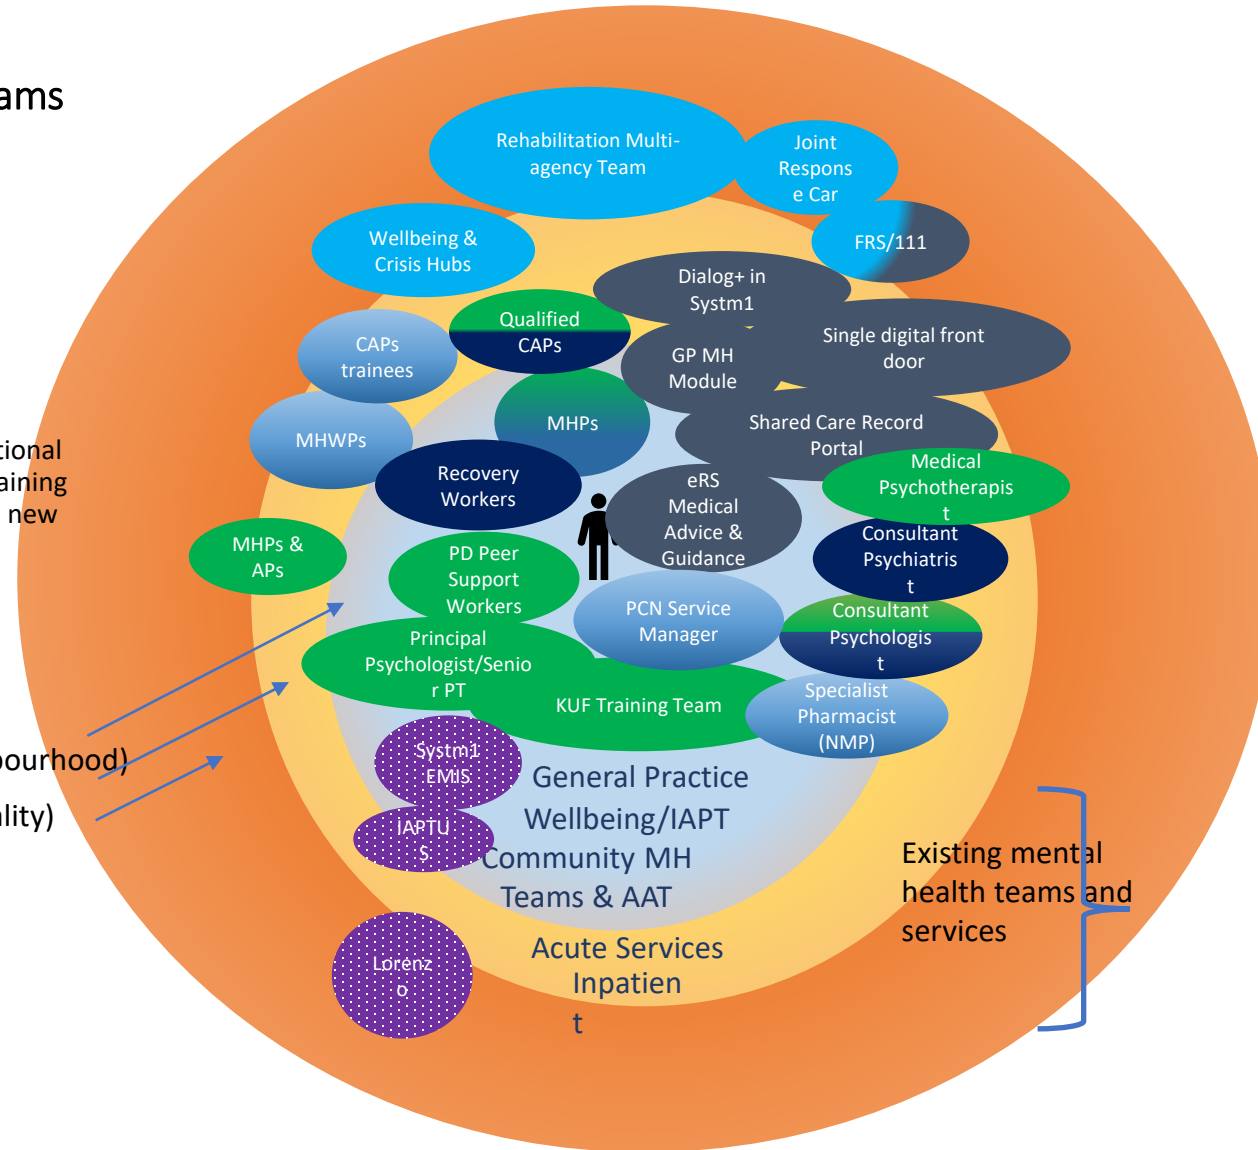 ams
Rehabilitation Multi-
agency Team
Joint
Respons
e Car
FRS/111
Wellbeing &
Crisis Hubs
Dialog+ in
Systm1
Qualified
CAPs
CAPs
trainees
GP MH
Module
Single digital front
door
MHPs
MHWPs
Shared Care Record
Portal
tional
aining
new
Recovery
Workers
eRS
Medical
Advice &
Guidance
Medical
Psychotherapis
t
MHPs &
APs
PD Peer
Support
Workers
Consultant
Psychiatris
t
PCN Service
Manager
Consultant
Psychologis
t
Principal
Psychologist/Senio
r PT
KUF Training Team
Specialist
Pharmacist
(NMP)
ourhood)
ality)
Systm1
EMIS
IAPTU
S
General Practice
Wellbeing/IAPT
Community MH
Teams & AAT
Existing mental
health teams and
services
Lorenz
o
Acute Services
Inpatien
t